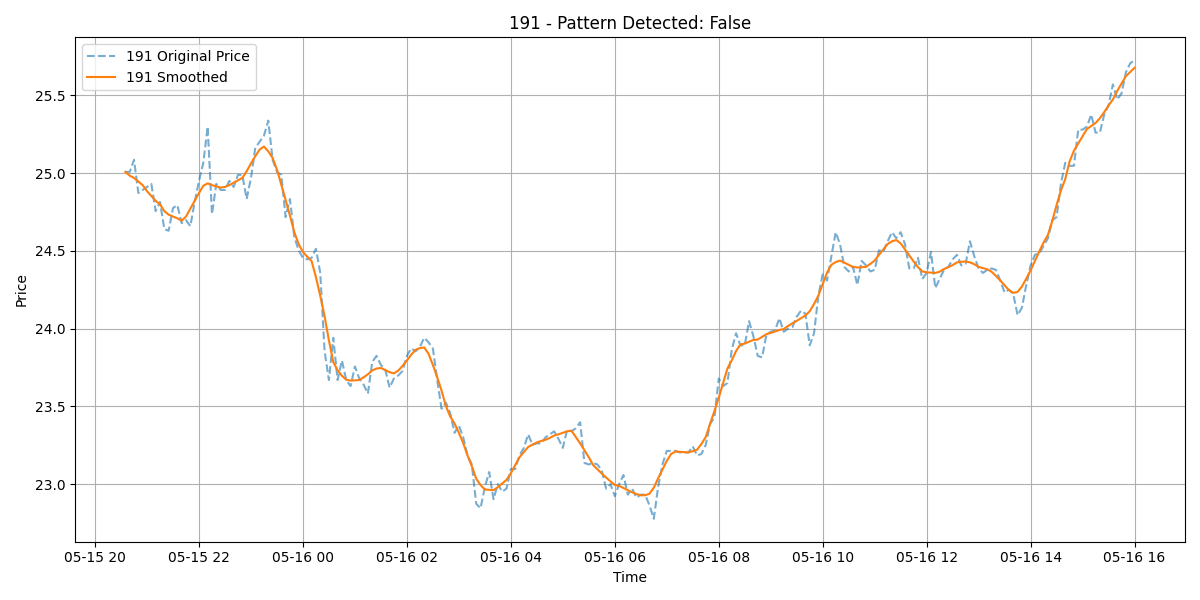 191 - Pattern Detected: False
191 Original Price
191 Smoothed
Price
25.5
25.0
24.5
24.0
23.5
23.0
05-15 20 05-15 22 05-16 00 05-16 02 05-16 04 05-16 06 05-16 08 05-16 10 05-16 12 05-16 14 05-16 16
Time